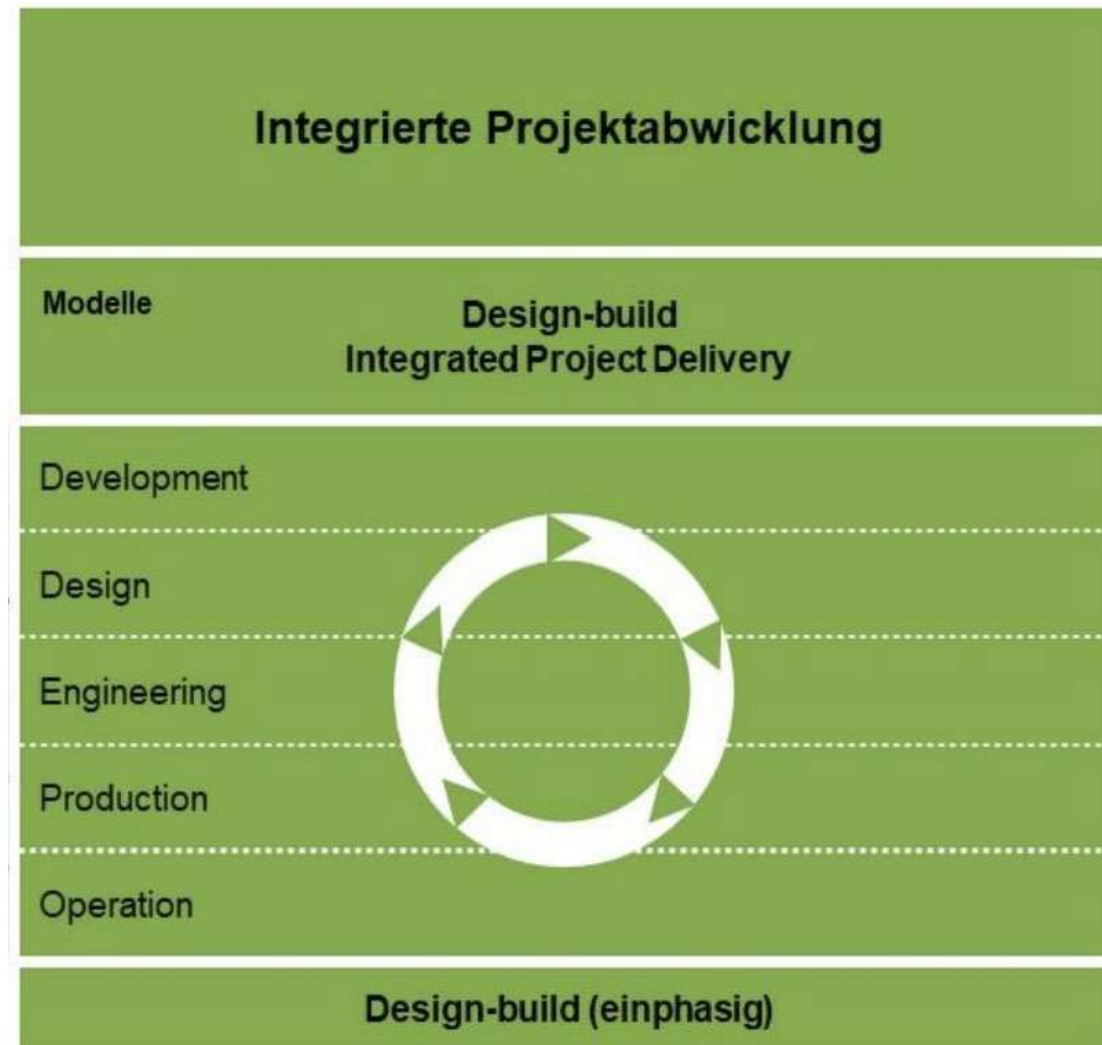 Integrierte Projektabwicklung
Modelle
Design-build
Integrated Project Delivery
Development
Design
Engineering
Production
Operation
Design-build (einphasig)